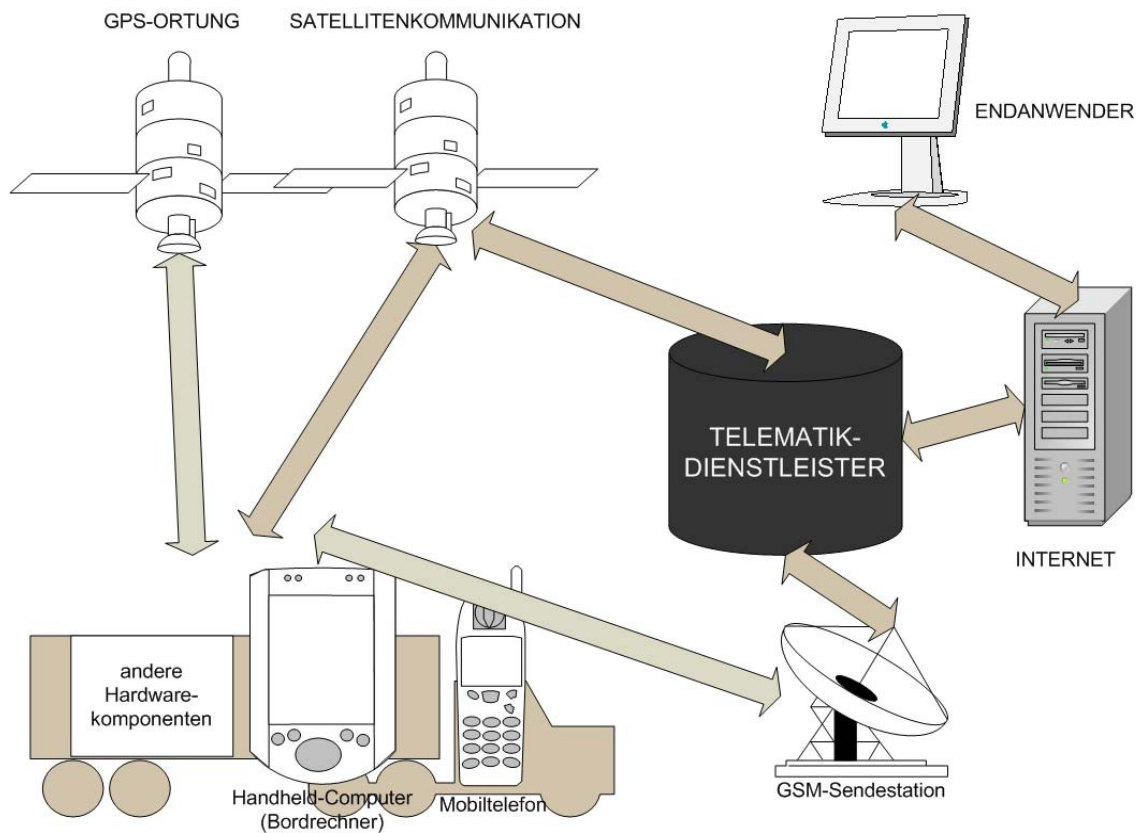 GPS-ORTUNG
SATELLITENKOMMUNIKATION
ENDANWENDER
TELEMATIK-
DIENSTLEISTER
INTERNET
andere
Hardware-
komponenten
Handheld-Computer
(Bordrechner)
Mobiltelefon
GSM-Sendestation